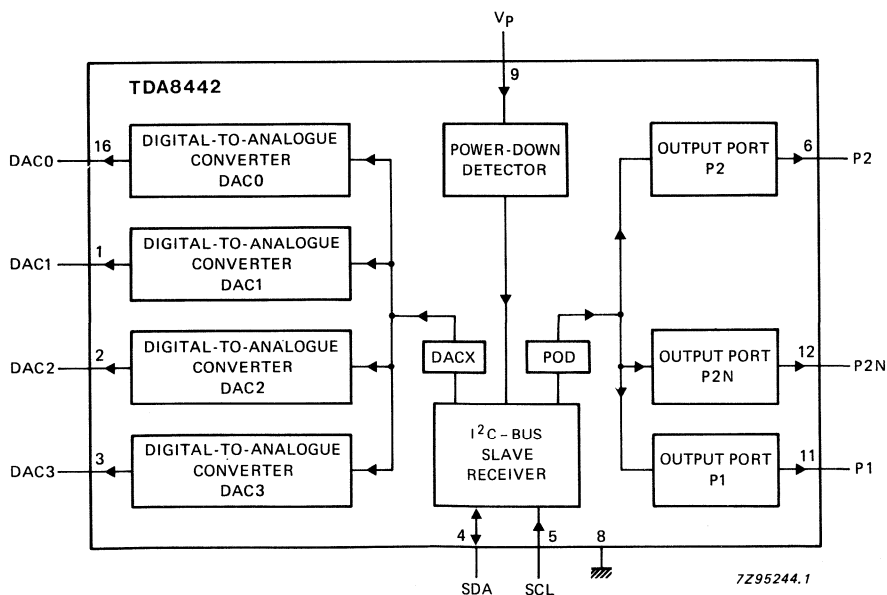 VP
9
TDA8442
DAC0
16
DIGITAL-TO-ANALOGUE
CONVERTER
DAC0
POWER-DOWN
DETECTOR
OUTPUT PORT
P2
6
P2
DAC1
1
DIGITAL-TO-ANALOGUE
CONVERTER
DAC1
DAC2
2
DIGITAL-TO-ANALOGUE
CONVERTER
DAC2
DACX
POD
OUTPUT PORT
P2N
12
P2N
DAC3
3
DIGITAL-TO-ANALOGUE
CONVERTER
DAC3
I²C-BUS
SLAVE
RECEIVER
OUTPUT PORT
P1
11
P1
4
5
8
SDA
SCL
7Z95244.1